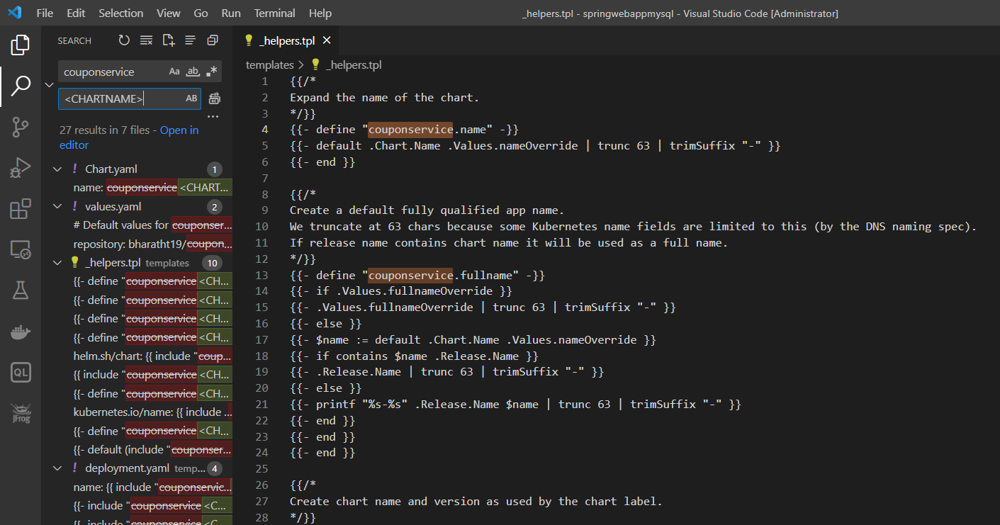 File Edit Selection View Go Run Terminal Help
_helpers.tpl - springwebappmysql - Visual Studio Code [Administrator]
SEARCH
couponservice Aa ab .*
<CHARTNAME> AB
...
27 results in 7 files - Open in
editor
! Chart.yaml 1
name: couponservice<CHART...
! values.yaml 2
# Default values for couponser...
repository: bharatht19/coupon...
_helpers.tpl templates 10
{{- define "couponservice<CH...
{{- define "couponservice<CH...
{{- define "couponservice<CH...
{{- define "couponservice<CH...
helm.sh/chart: {{ include "coup...
{{ include "couponservice<CH...
{{- define "couponservice<CH...
kubernetes.io/name: {{ include ...
{{- define "couponservice<CH...
{{- default (include "couponser...
! deployment.yaml temp... 4
name: {{ include "couponservic...
{{- include "couponservice<C...
{{- include "couponservice<C...
QL
JFrog
_helpers.tpl
templates > _helpers.tpl
1 {{/*
2 Expand the name of the chart.
3 */}}
4 {{- define "couponservice.name" -}}
5 {{- default .Chart.Name .Values.nameOverride | trunc 63 | trimSuffix "-" }}
6 {{- end }}
7
8 {{/*
9 Create a default fully qualified app name.
10 We truncate at 63 chars because some Kubernetes name fields are limited to this (by the DNS naming spec).
11 If release name contains chart name it will be used as a full name.
12 */}}
13 {{- define "couponservice.fullname" -}}
14 {{- if .Values.fullnameOverride }}
15 {{- .Values.fullnameOverride | trunc 63 | trimSuffix "-" }}
16 {{- else }}
17 {{- $name := default .Chart.Name .Values.nameOverride }}
18 {{- if contains $name .Release.Name }}
19 {{- .Release.Name | trunc 63 | trimSuffix "-" }}
20 {{- else }}
21 {{- printf "%s-%s" .Release.Name $name | trunc 63 | trimSuffix "-" }}
22 {{- end }}
23 {{- end }}
24 {{- end }}
25
26 {{/*
27 Create chart name and version as used by the chart label.
28 */}}